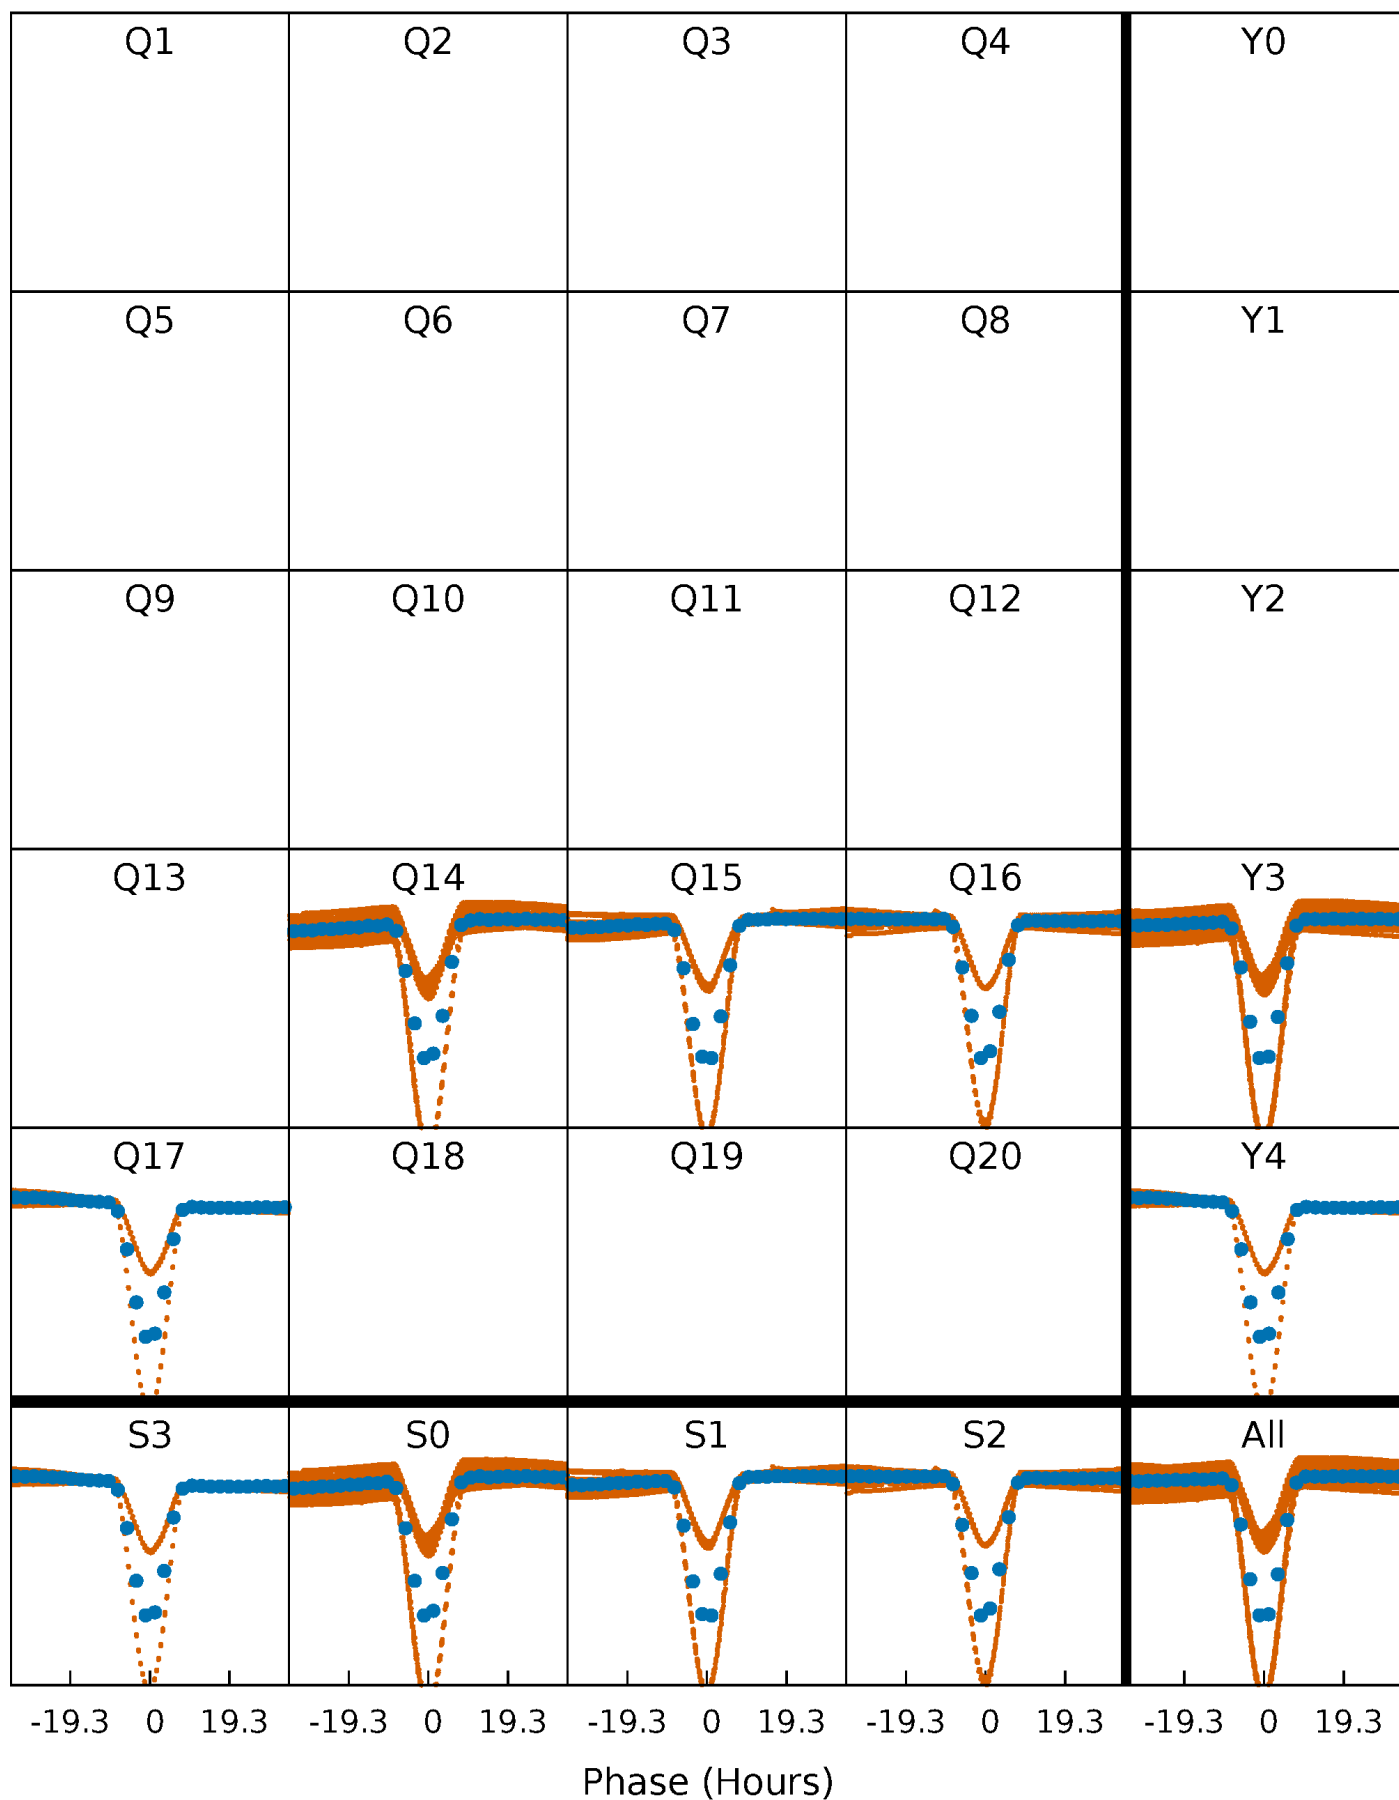 Q1 Q2 Q3 Q4 Y0
Q5 Q6 Q7 Q8 Y1
Q9 Q10 Q11 Q12 Y2
Q13 Q14 Q15 Q16 Y3
Q17 Q18 Q19 Q20 Y4
S3 S0 S1 S2 All
-19.3 0 19.3 -19.3 0 19.3 -19.3 0 19.3 -19.3 0 19.3 -19.3 0 19.3
Phase (Hours)